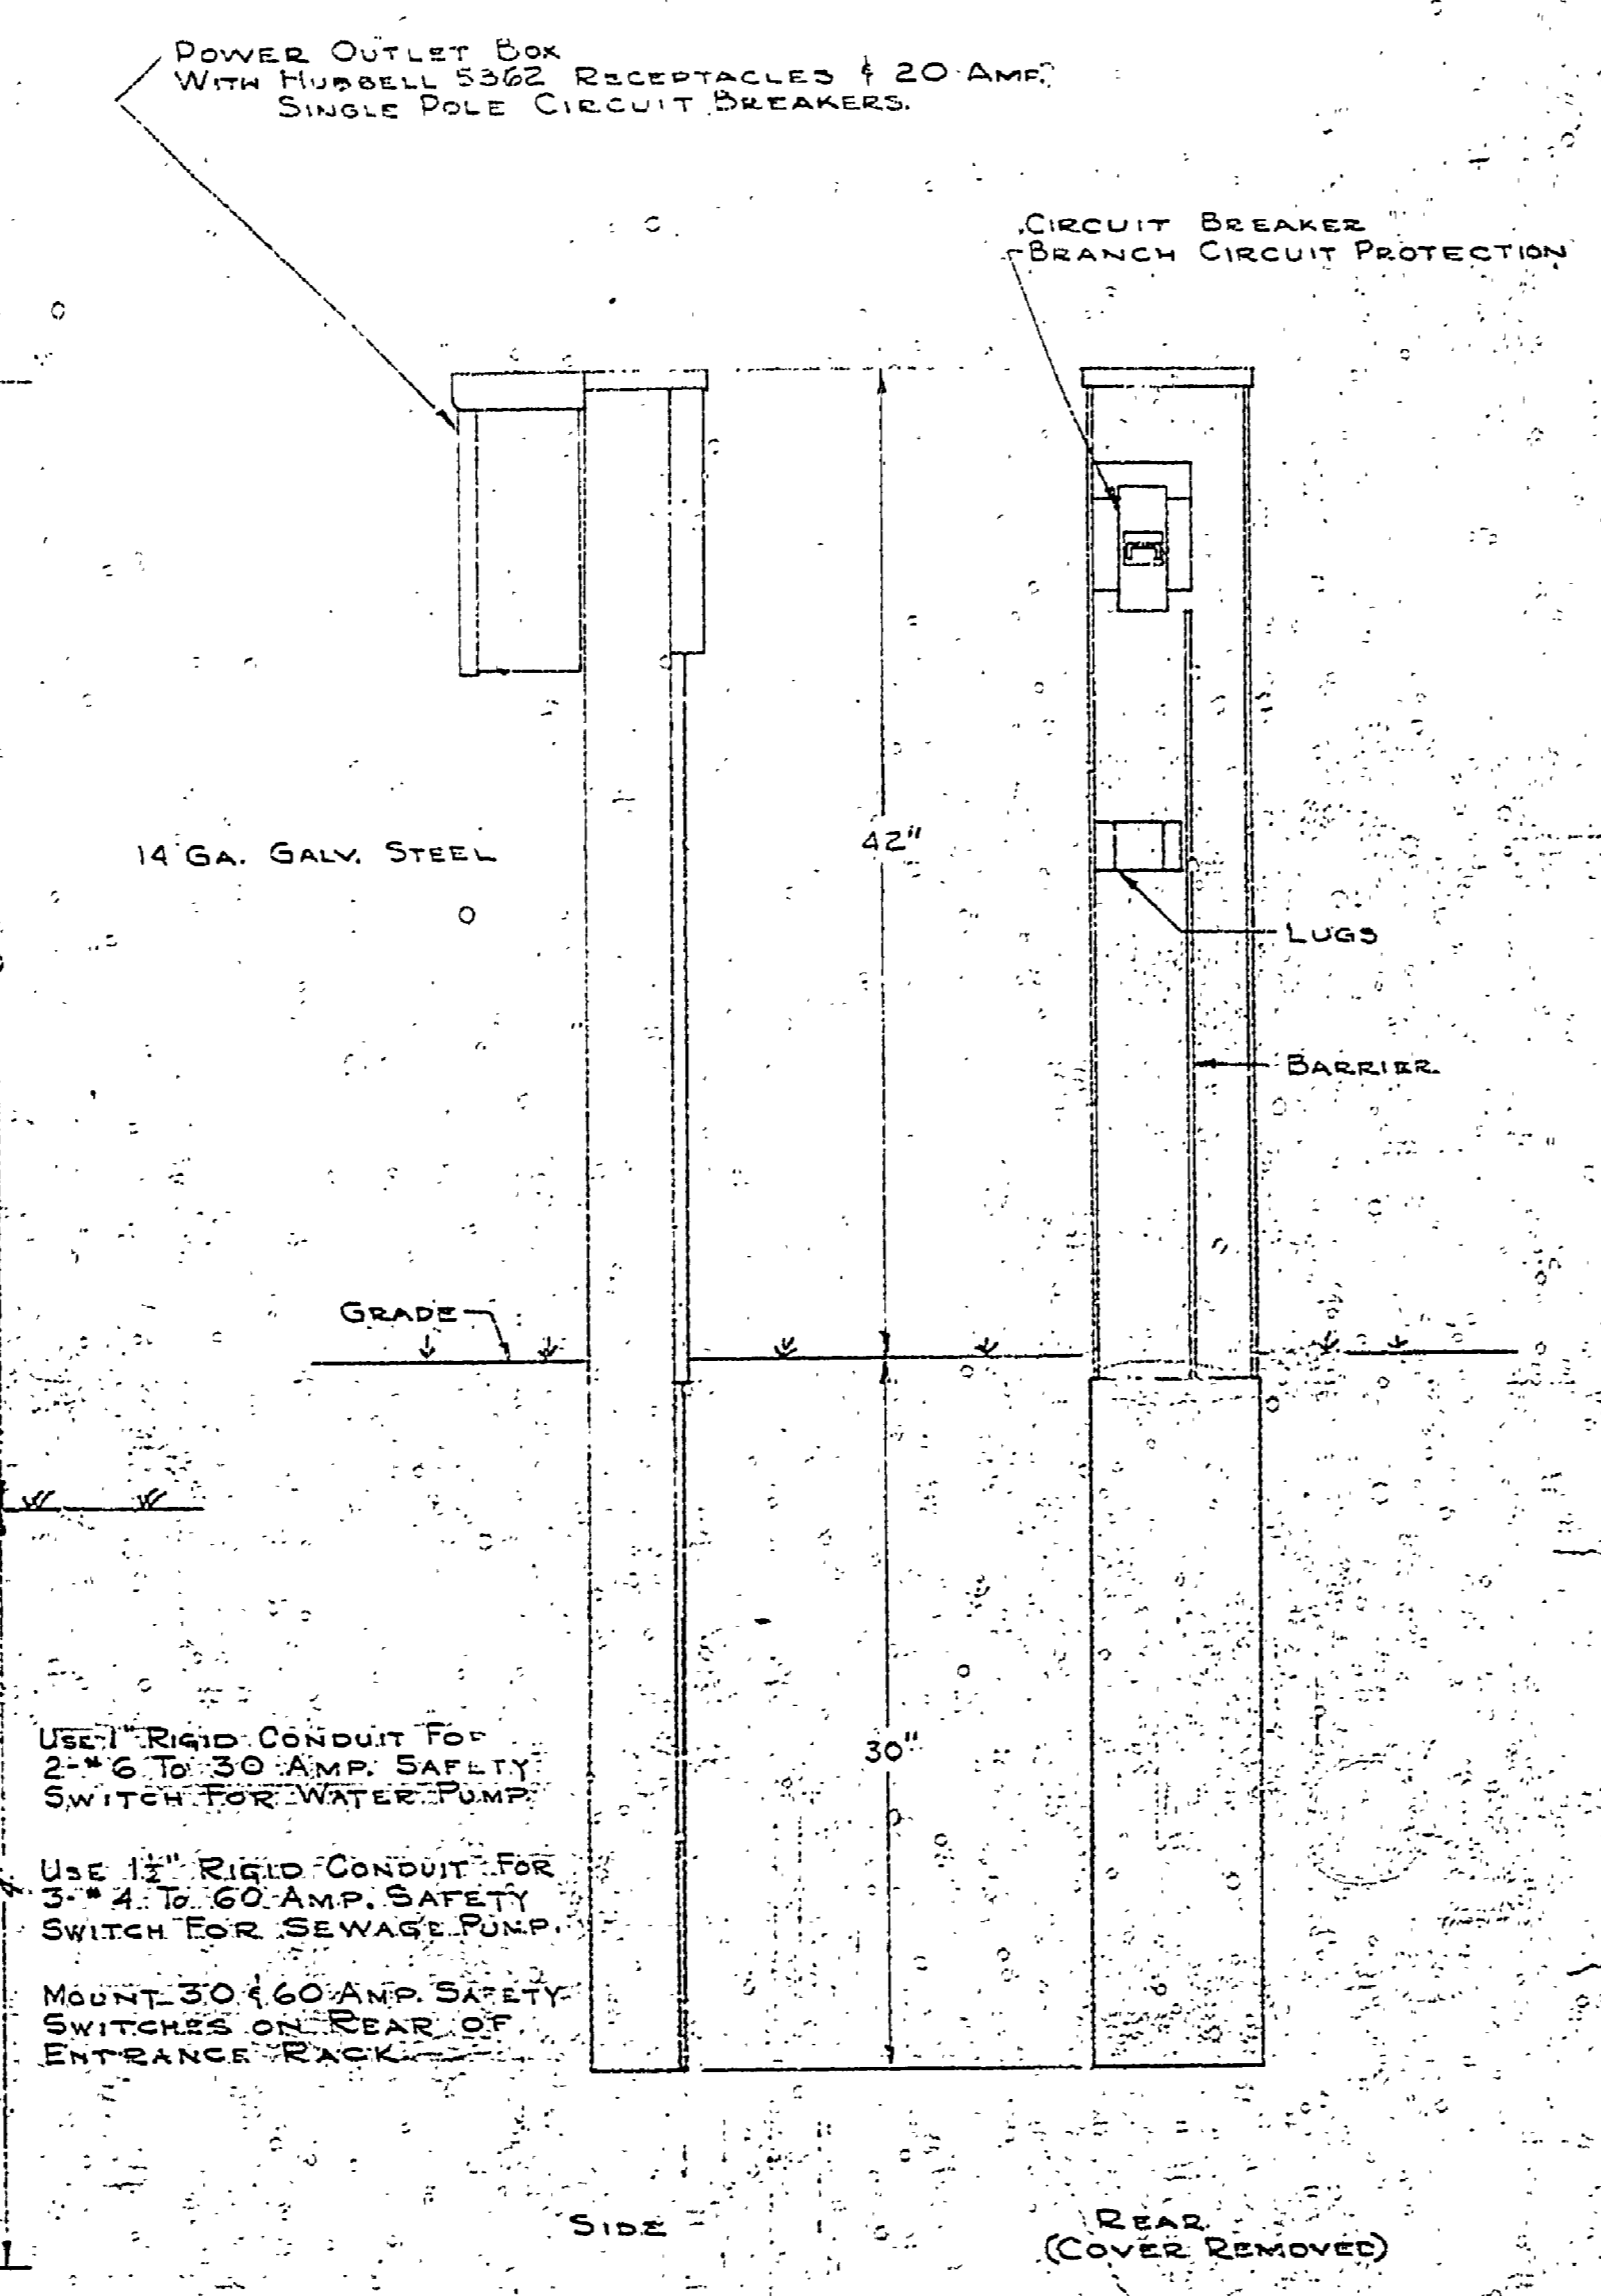 POWER OUTLET BOX
WITH HUBBELL 5362 RECEPTACLES & 20 AMP.
SINGLE POLE CIRCUIT BREAKERS.
CIRCUIT BREAKER
BRANCH CIRCUIT PROTECTION
14 GA. GALV. STEEL
42"
LUGS
BARRIER
GRADE
USE 1" RIGID CONDUIT FOR
2-#6 TO 30 AMP. SAFETY
SWITCH FOR WATER PUMP
30"
USE 1½" RIGID CONDUIT FOR
3-#4 TO 60 AMP. SAFETY
SWITCH FOR SEWAGE PUMP.
MOUNT 30 & 60 AMP. SAFETY
SWITCHES ON REAR OF
ENTRANCE RACK
SIDE
REAR
(COVER REMOVED)